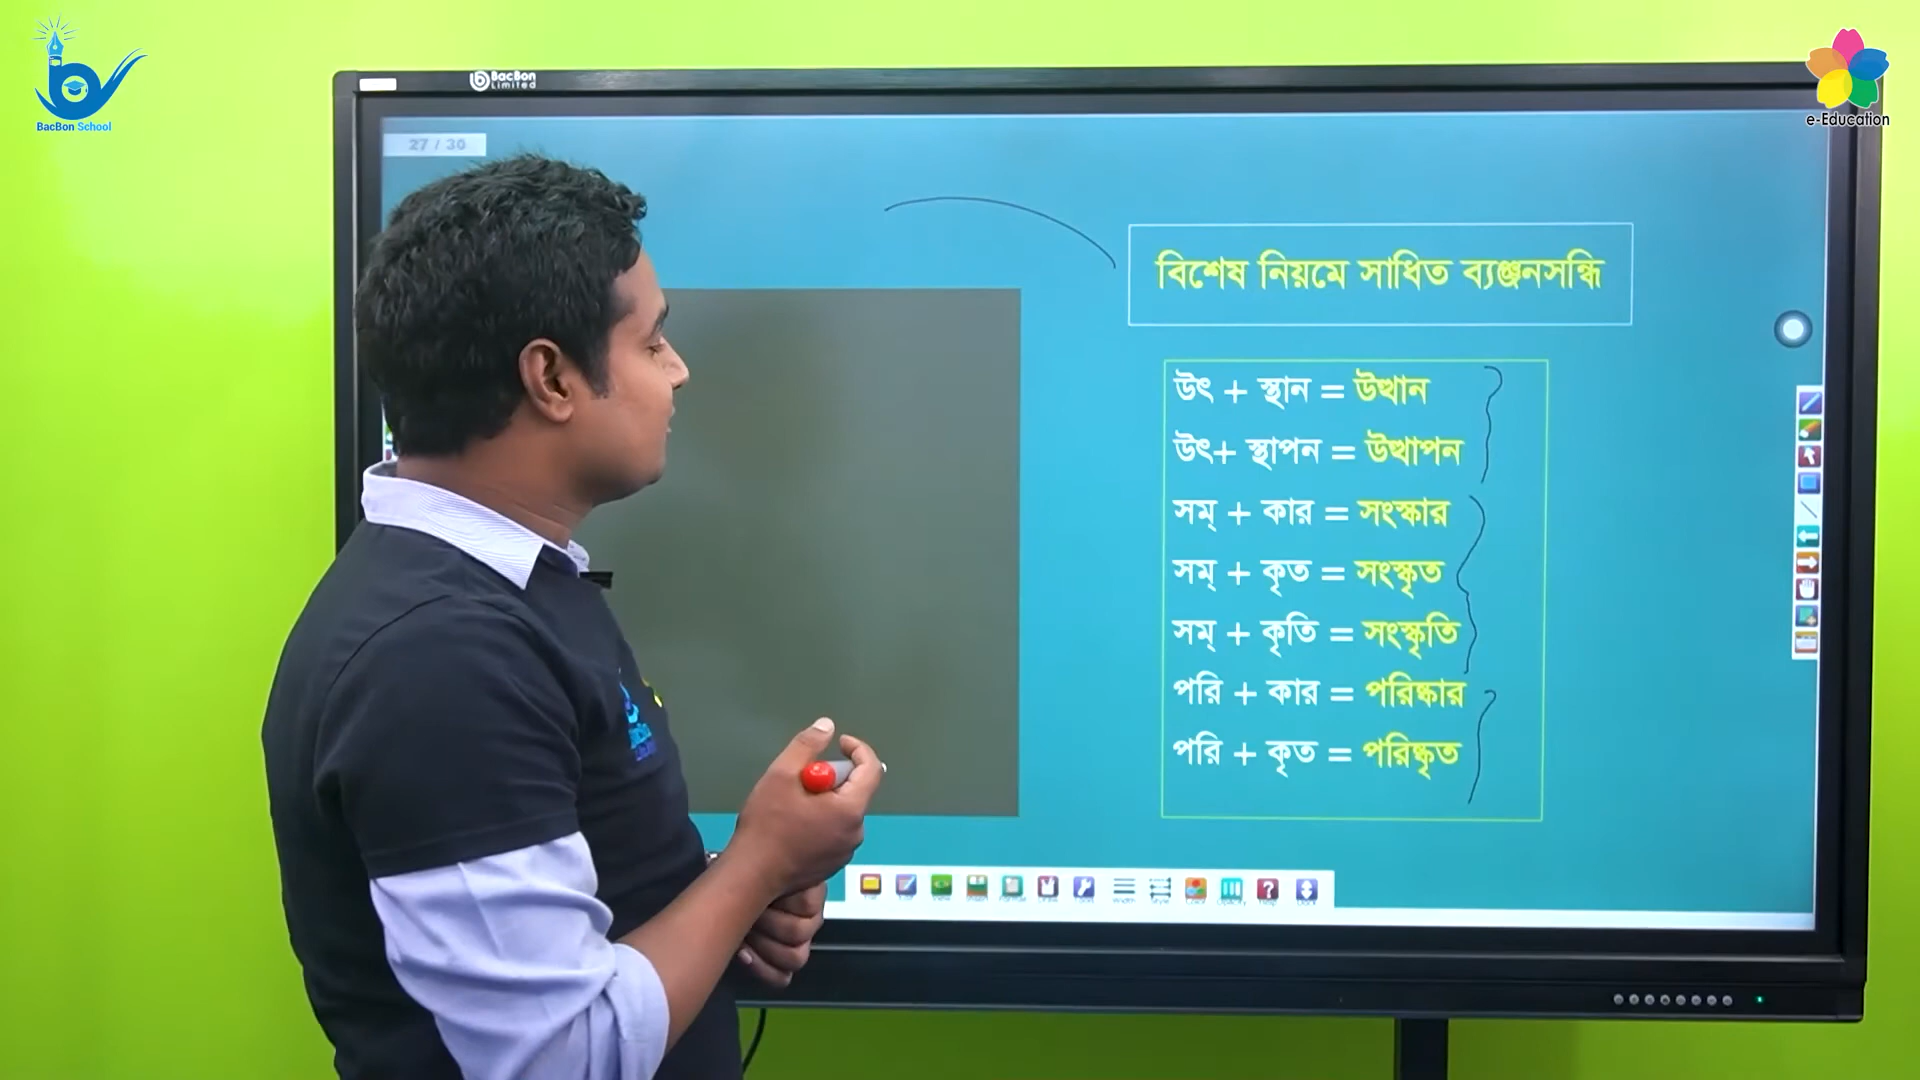 BacBon School
BacBon
Limited
e-Education
27 / 30
বিশেষ নিয়মে সাধিত ব্যঞ্জনসন্ধি
উৎ + স্থান = উত্থান
উৎ+ স্থাপন = উত্থাপন
সম্ + কার = সংস্কার
সম্ + কৃত = সংস্কৃত
সম্ + কৃতি = সংস্কৃতি
পরি + কার = পরিষ্কার
পরি + কৃত = পরিষ্কৃত